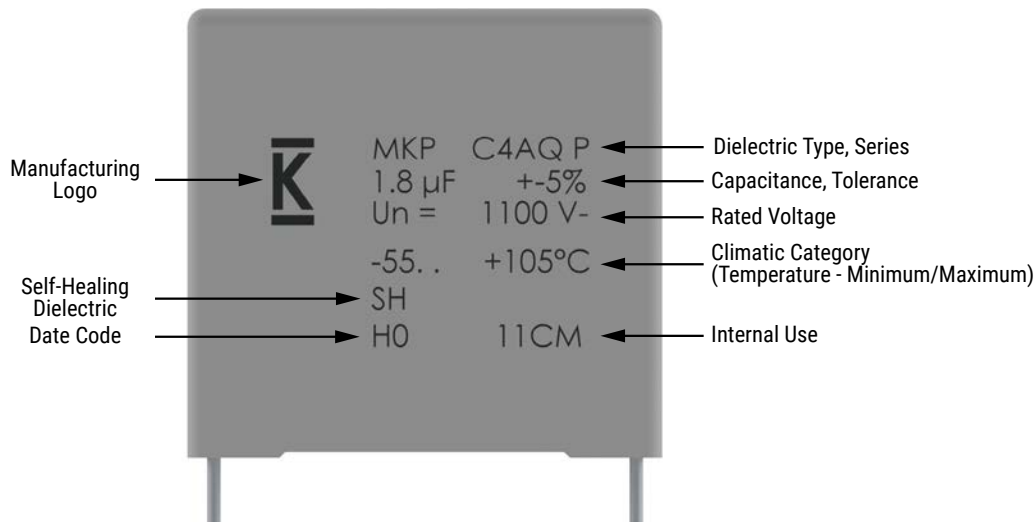 MKP C4AQ P
Dielectric Type, Series
Manufacturing
Logo
K
1.8 µF +-5%
Capacitance, Tolerance
Un = 1100 V-
Rated Voltage
-55. . +105°C
Climatic Category
(Temperature - Minimum/Maximum)
Self-Healing
Dielectric
SH
Date Code
H0 11CM
Internal Use